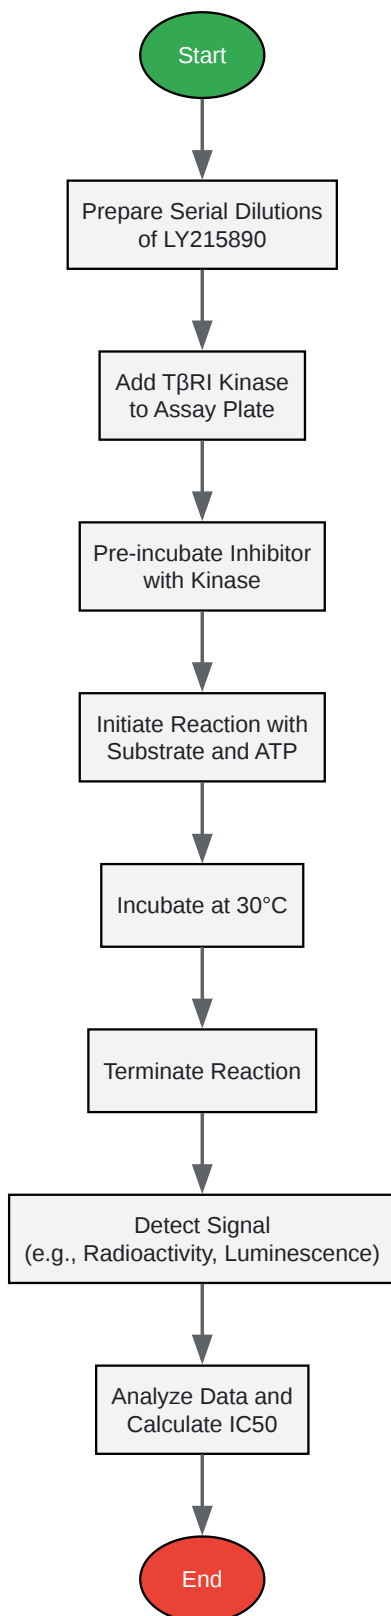 Start
Prepare Serial Dilutions
of LY215890
Add TβRI Kinase
to Assay Plate
Pre-incubate Inhibitor
with Kinase
Initiate Reaction with
Substrate and ATP
Incubate at 30°C
Terminate Reaction
Detect Signal
(e.g., Radioactivity, Luminescence)
Analyze Data and
Calculate IC50
End